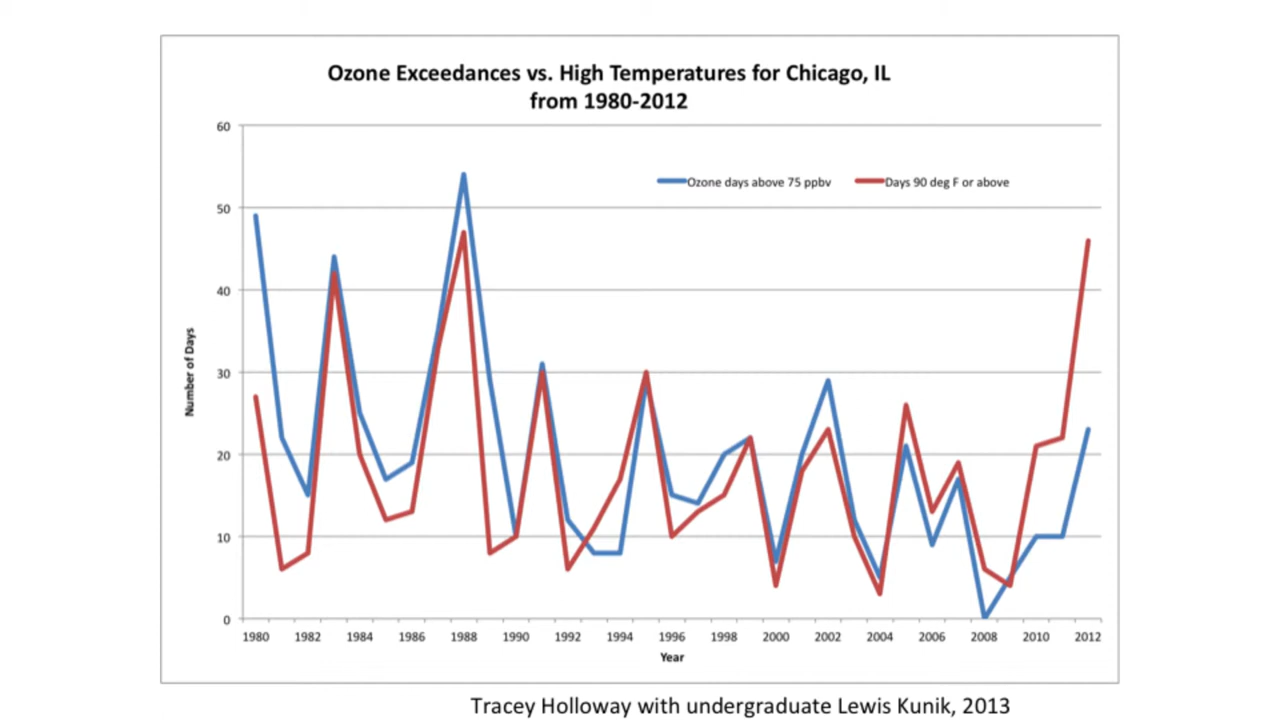 Ozone Exceedances vs. High Temperatures for Chicago, IL
from 1980-2012
60
Ozone days above 75 ppbv
Days 90 deg F or above
50
40
30
20
10
0
Number of Days
1980 1982 1984 1986 1988 1990 1992 1994 1996 1998 2000 2002 2004 2006 2008 2010 2012
Year
Tracey Holloway with undergraduate Lewis Kunik, 2013